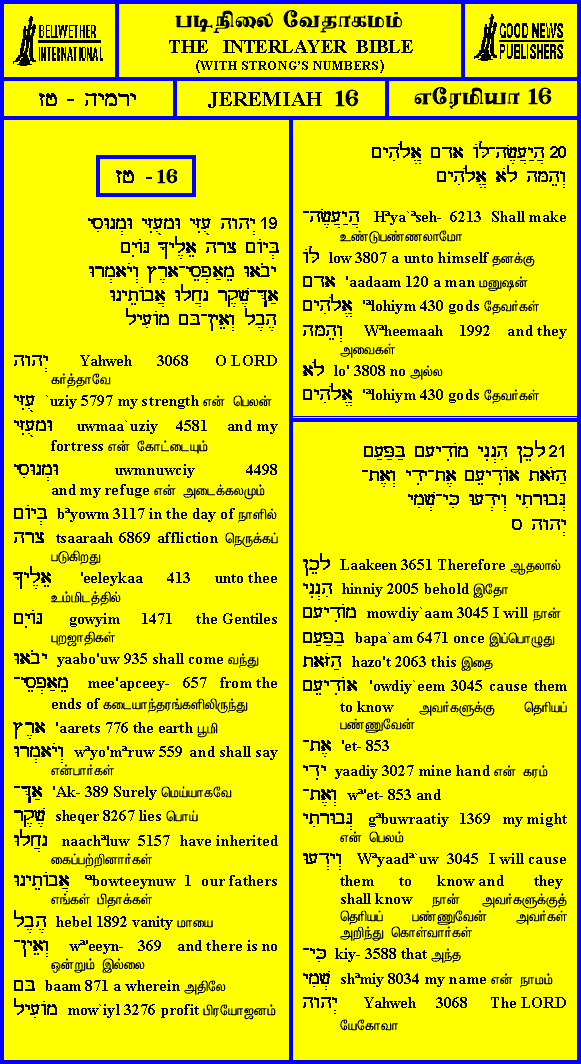 BELLWETHER
INTERNATIONAL
படிநிலை வேதாகமம்
THE INTERLAYER BIBLE
(WITH STRONG'S NUMBERS)
GOOD NEWS
PUBLISHERS
ירמיה - טז
JEREMIAH 16
எரேமியா 16
טז - 16
19 יְהוָה עֻזִּי וּמָעֻזִּי וּמְנוּסִי
בְּיוֹם צָרָה אֵלֶיךָ גּוֹיִם
יָבֹאוּ מֵאַפְסֵי־אָרֶץ וְיֹאמְרוּ
אַךְ־שֶׁקֶר נָחֲלוּ אֲבוֹתֵינוּ
הֶבֶל וְאֵין־בָּם מוֹעִיל
יְהוָה Yahweh 3068 O LORD
கர்த்தாவே
עֻזִּי `uziy 5797 my strength என் பெலன்
וּמָעֻזִּי uwmaa`uziy 4581 and my
fortress என் கோட்டையும்
וּמְנוּסִי uwmnuwciy 4498
and my refuge என் அடைக்கலமும்
בְּיוֹם bªyowm 3117 in the day of நாளில்
צָרָה tsaaraah 6869 affliction நெருக்கப்
படுகிறது
אֵלֶיךָ 'eeleykaa 413 unto thee
உம்மிடத்தில்
גּוֹיִם gowyim 1471 the Gentiles
புறஜாதிகள்
יָבֹאוּ yaabo'uw 935 shall come வந்து
מֵאַפְסֵי־ mee'apceey- 657 from the
ends of கடையாந்தரங்களிலிருந்து
אָרֶץ 'aarets 776 the earth பூமி
וְיֹאמְרוּ wªyo'mªruw 559 and shall say
என்பார்கள்
אַךְ־ 'Ak- 389 Surely மெய்யாகவே
שֶׁקֶר sheqer 8267 lies பொய்
נָחֲלוּ naachªluw 5157 have inherited
கைப்பற்றினார்கள்
אֲבוֹתֵינוּ 'ªbowteeynuw 1 our fathers
எங்கள் பிதாக்கள்
הֶבֶל hebel 1892 vanity மாயை
וְאֵין־ wª'eeyn- 369 and there is no
ஒன்றும் இல்லை
בָּם baam 871 a wherein அதிலே
מוֹעִיל mow`iyl 3276 profit பிரயோஜனம்
20 הֲיַעֲשֶׂה־לּוֹ אָדָם אֱלֹהִים
וְהֵמָּה לֹא אֱלֹהִים
הֲיַעֲשֶׂה־ Hªya`ªseh- 6213 Shall make
உண்டுபண்ணலாமோ
לּוֹ low 3807 a unto himself தனக்கு
אָדָם 'aadaam 120 a man மனுஷன்
אֱלֹהִים 'ªlohiym 430 gods தேவர்கள்
וְהֵמָּה Wªheemaah 1992 and they
அவைகள்
לֹא lo' 3808 no அல்ல
אֱלֹהִים 'ªlohiym 430 gods தேவர்கள்
21 לָכֵן הִנְנִי מוֹדִיעָם בַּפַּעַם
הַזֹּאת אוֹדִיעֵם אֶת־יָדִי וְאֶת־
גְּבוּרָתִי וְיָדְעוּ כִּי־שְׁמִי
יְהוָה ס
לָכֵן Laakeen 3651 Therefore ஆதலால்
הִנְנִי hinniy 2005 behold இதோ
מוֹדִיעָם mowdiy`aam 3045 I will நான்
בַּפַּעַם bapa`am 6471 once இப்பொழுது
הַזֹּאת hazo't 2063 this இதை
אוֹדִיעֵם 'owdiy`eem 3045 cause them
to know அவர்களுக்கு தெரியப்
பண்ணுவேன்
אֶת־ 'et- 853
יָדִי yaadiy 3027 mine hand என் கரம்
וְאֶת־ wª'et- 853 and
גְּבוּרָתִי gªbuwraatiy 1369 my might
என் பெலம்
וְיָדְעוּ Wªyaadª`uw 3045 I will cause
them to know and they
shall know நான் அவர்களுக்குத்
தெரியப் பண்ணுவேன் அவர்கள்
அறிந்து கொள்வார்கள்
כִּי־ kiy- 3588 that அந்த
שְׁמִי shªmiy 8034 my name என் நாமம்
יְהוָה Yahweh 3068 The LORD
யேகோவா